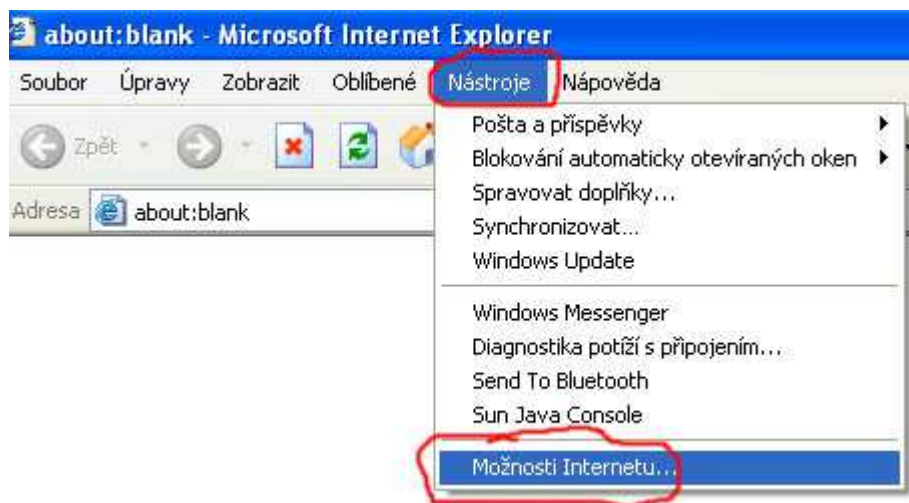 about:blank - Microsoft Internet Explorer
Soubor Úpravy Zobrazit Oblíbené Nástroje Nápověda
Zpět
Adresa about:blank
Pošta a příspěvky
Blokování automaticky otevíraných oken
Spravovat doplňky...
Synchronizovat...
Windows Update
Windows Messenger
Diagnostika potíží s připojením...
Send To Bluetooth
Sun Java Console
Možnosti Internetu...